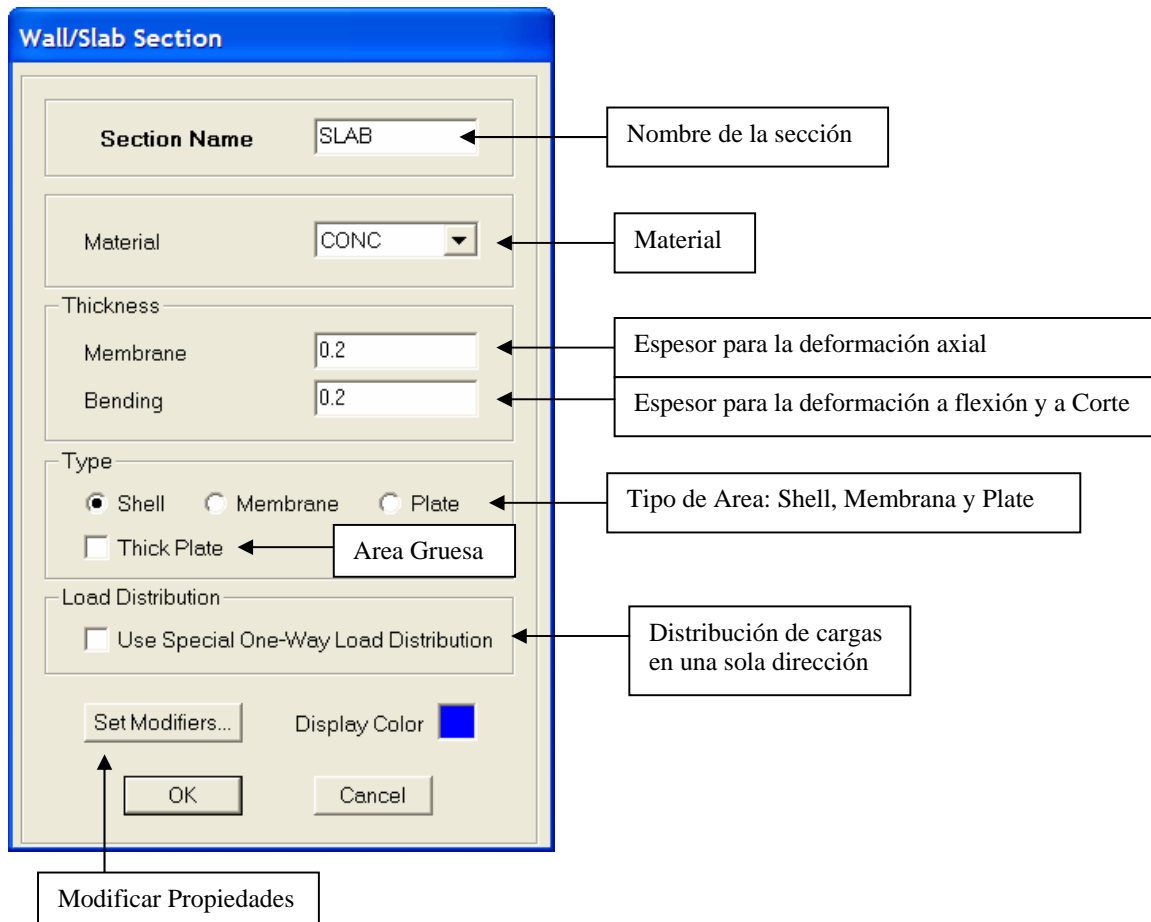 Wall/Slab Section
Section Name
SLAB
Nombre de la sección
Material
CONC
Material
Thickness
Membrane
0.2
Espesor para la deformación axial
Bending
0.2
Espesor para la deformación a flexión y a Corte
Type
Shell
Membrane
Plate
Tipo de Area: Shell, Membrana y Plate
Thick Plate
Area Gruesa
Load Distribution
Use Special One-Way Load Distribution
Distribución de cargas
en una sola dirección
Set Modifiers...
Display Color
OK
Cancel
Modificar Propiedades